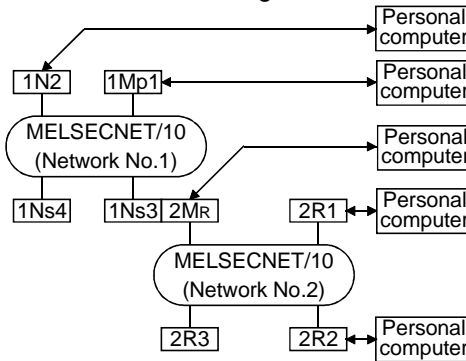 Personal
computer
1N2
1Mp1
Personal
computer
MELSECNET/10
(Network No.1)
Personal
computer
1Ns4
1Ns3
2MR
2R1
Personal
computer
MELSECNET/10
(Network No.2)
2R3
2R2
Personal
computer